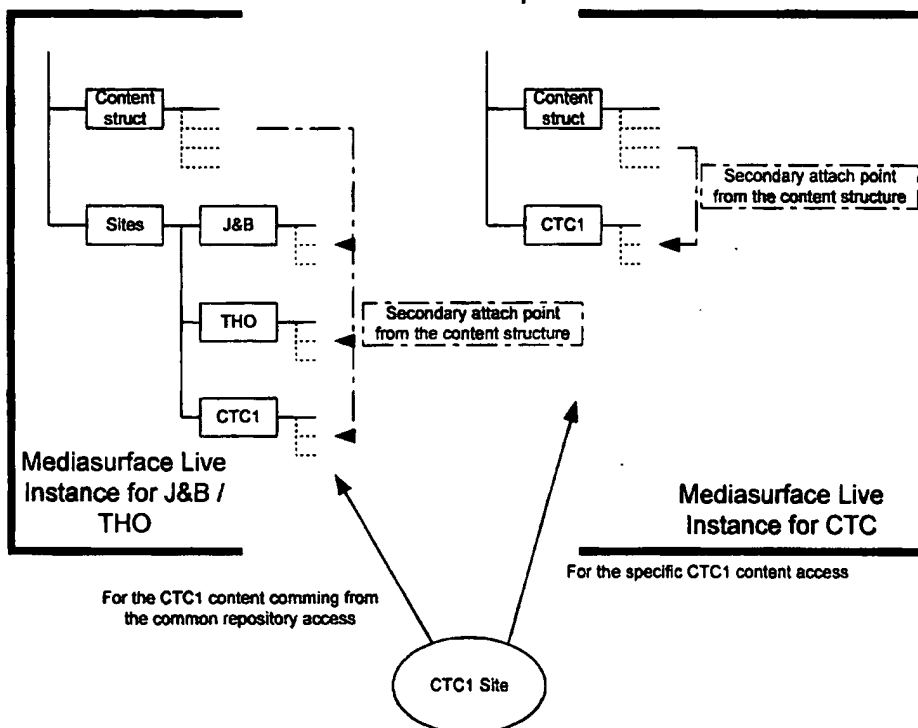 Content
struct
Sites
J&B
THO
CTC1
Secondary attach point
from the content structure
Mediasurface Live
Instance for J&B /
THO
Content
struct
CTC1
Secondary attach point
from the content structure
Mediasurface Live
Instance for CTC
For the CTC1 content comming from
the common repository access
For the specific CTC1 content access
CTC1 Site